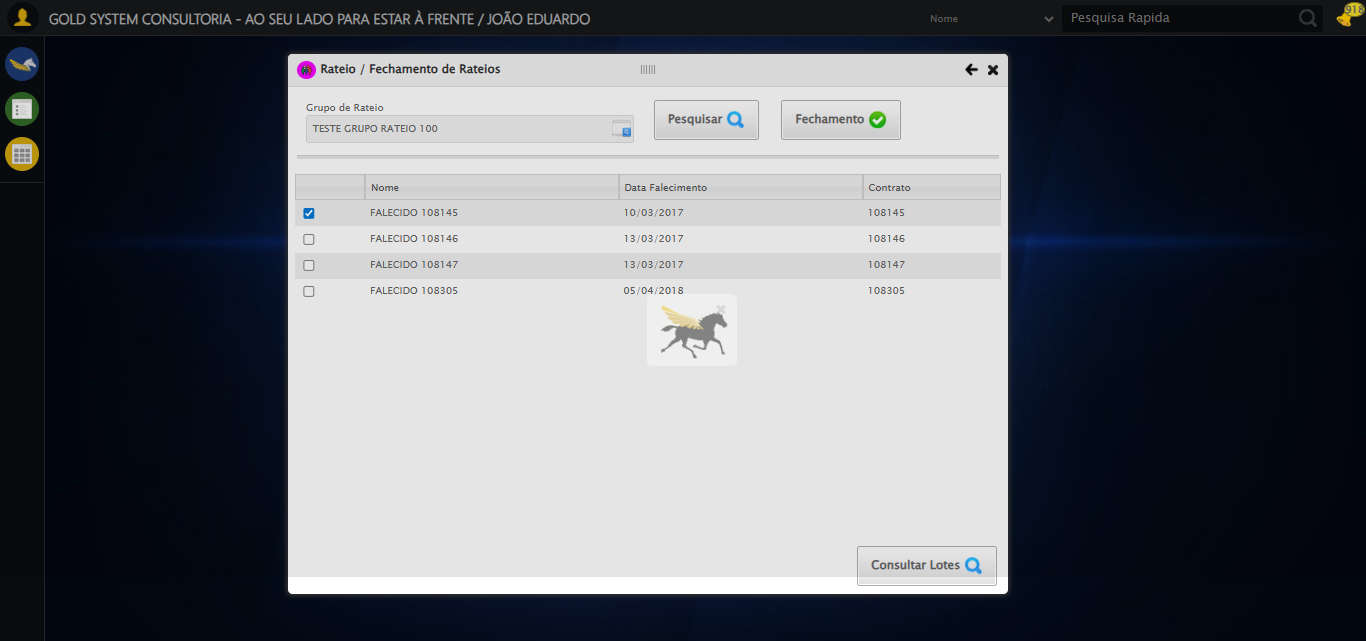 GOLD SYSTEM CONSULTORIA - AO SEU LADO PARA ESTAR À FRENTE / JOÃO EDUARDO
Nome
Pesquisa Rapida
918
Rateio / Fechamento de Rateios
Grupo de Rateio
TESTE GRUPO RATEIO 100
Pesquisar
Fechamento
Nome Data Falecimento Contrato
FALECIDO 108145 10/03/2017 108145
FALECIDO 108146 13/03/2017 108146
FALECIDO 108147 13/03/2017 108147
FALECIDO 108305 05/04/2018 108305
Consultar Lotes